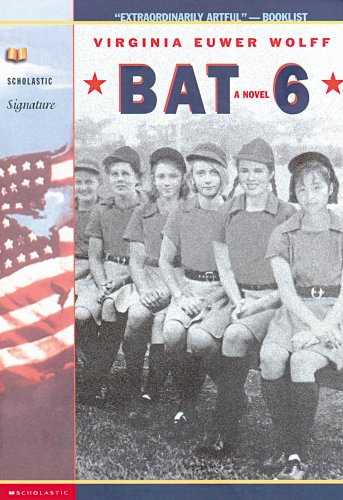 “EXTRAORDINARILY ARTFUL”—BOOKLIST
VIRGINIA EUWER WOLFF
BAT 6
A NOVEL
SCHOLASTIC
Signature
SCHOLASTIC